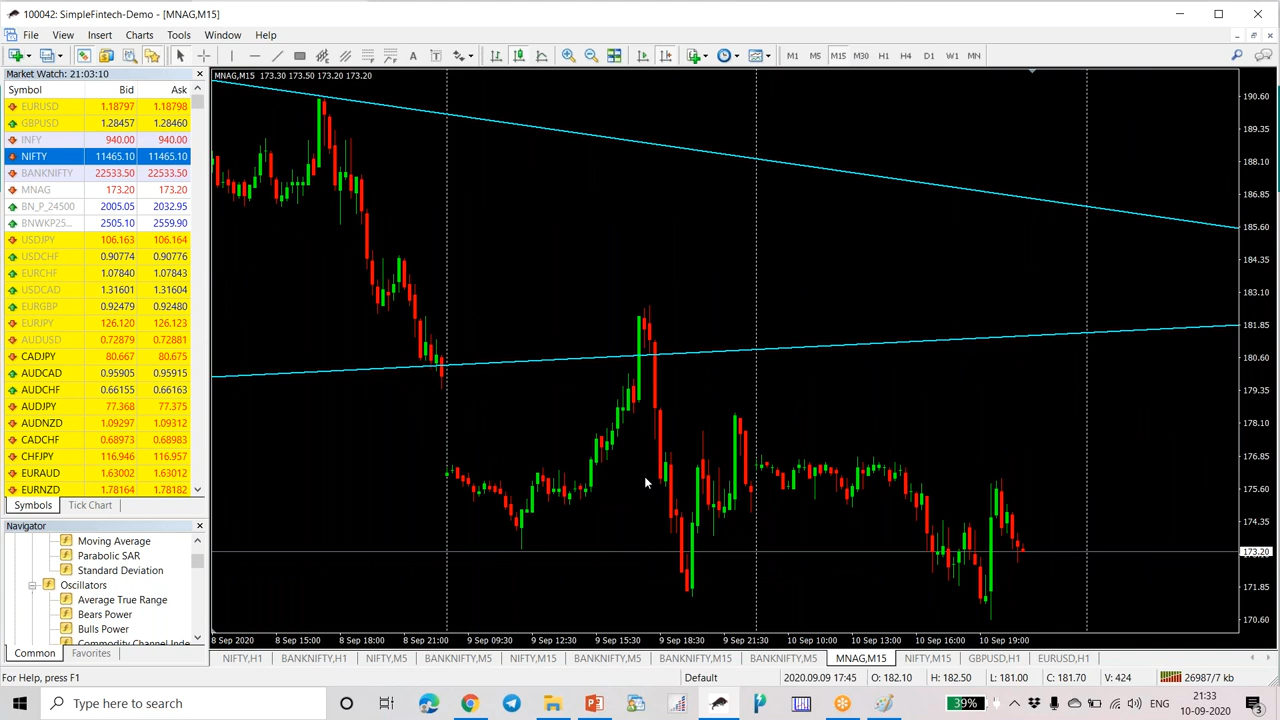 100042: SimpleFintech-Demo - [MNAG,M15]
File View Insert Charts Tools Window Help
M1 M5 M15 M30 H1 H4 D1 W1 MN
Market Watch: 21:03:10
Symbol Bid Ask
EURUSD 1.18797 1.18798
GBPUSD 1.28457 1.28460
INFY 940.00 940.00
NIFTY 11465.10 11465.10
BANKNIFTY 22533.50 22533.50
MNAG 173.20 173.20
BN_P_24500 2005.05 2032.95
BNWKP25... 2505.10 2559.90
USDJPY 106.163 106.164
USDCHF 0.90774 0.90776
EURCHF 1.07840 1.07843
USDCAD 1.31601 1.31604
EURGBP 0.92479 0.92480
EURJPY 126.120 126.123
AUDUSD 0.72879 0.72881
CADJPY 80.667 80.675
AUDCAD 0.95905 0.95915
AUDCHF 0.66155 0.66163
AUDJPY 77.368 77.375
AUDNZD 1.09297 1.09312
CADCHF 0.68973 0.68983
CHFJPY 116.946 116.957
EURAUD 1.63002 1.63012
EURNZD 1.78164 1.78182
Symbols Tick Chart
Navigator
Moving Average
Parabolic SAR
Standard Deviation
Oscillators
Average True Range
Bears Power
Bulls Power
Commodity Channel Inde
Common Favorites
MNAG,M15 173.30 173.50 173.20 173.20
190.60
189.35
188.10
186.85
185.60
184.35
183.10
181.85
180.60
179.35
178.10
176.85
175.60
174.35
173.20
171.85
170.60
8 Sep 2020 8 Sep 15:00 8 Sep 18:00 8 Sep 21:00 9 Sep 09:30 9 Sep 12:30 9 Sep 15:30 9 Sep 18:30 9 Sep 21:30 10 Sep 10:00 10 Sep 13:00 10 Sep 16:00 10 Sep 19:00
NIFTY,H1 BANKNIFTY,H1 NIFTY,M5 BANKNIFTY,M5 NIFTY,M15 BANKNIFTY,M5 BANKNIFTY,M15 BANKNIFTY,M5 MNAG,M15 NIFTY,M15 GBPUSD,H1 EURUSD,H1
For Help, press F1 Default 2020.09.09 17:45 O: 182.10 H: 182.50 L: 181.00 C: 181.70 V: 424 26987/7 kb
Type here to search
39%
ENG
21:33
10-09-2020
3